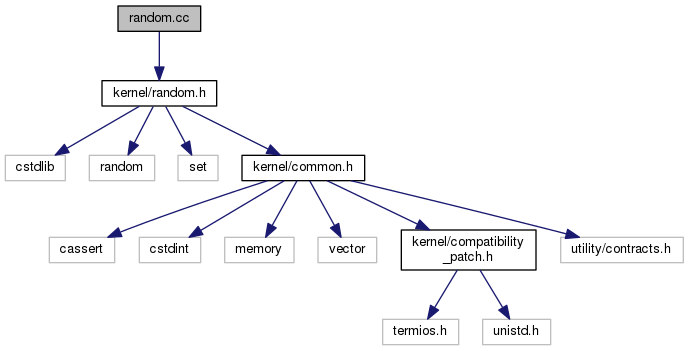 random.cc
kernel/random.h
cstdlib
random
set
kernel/common.h
cassert
cstdint
memory
vector
kernel/compatibility
_patch.h
utility/contracts.h
termios.h
unistd.h